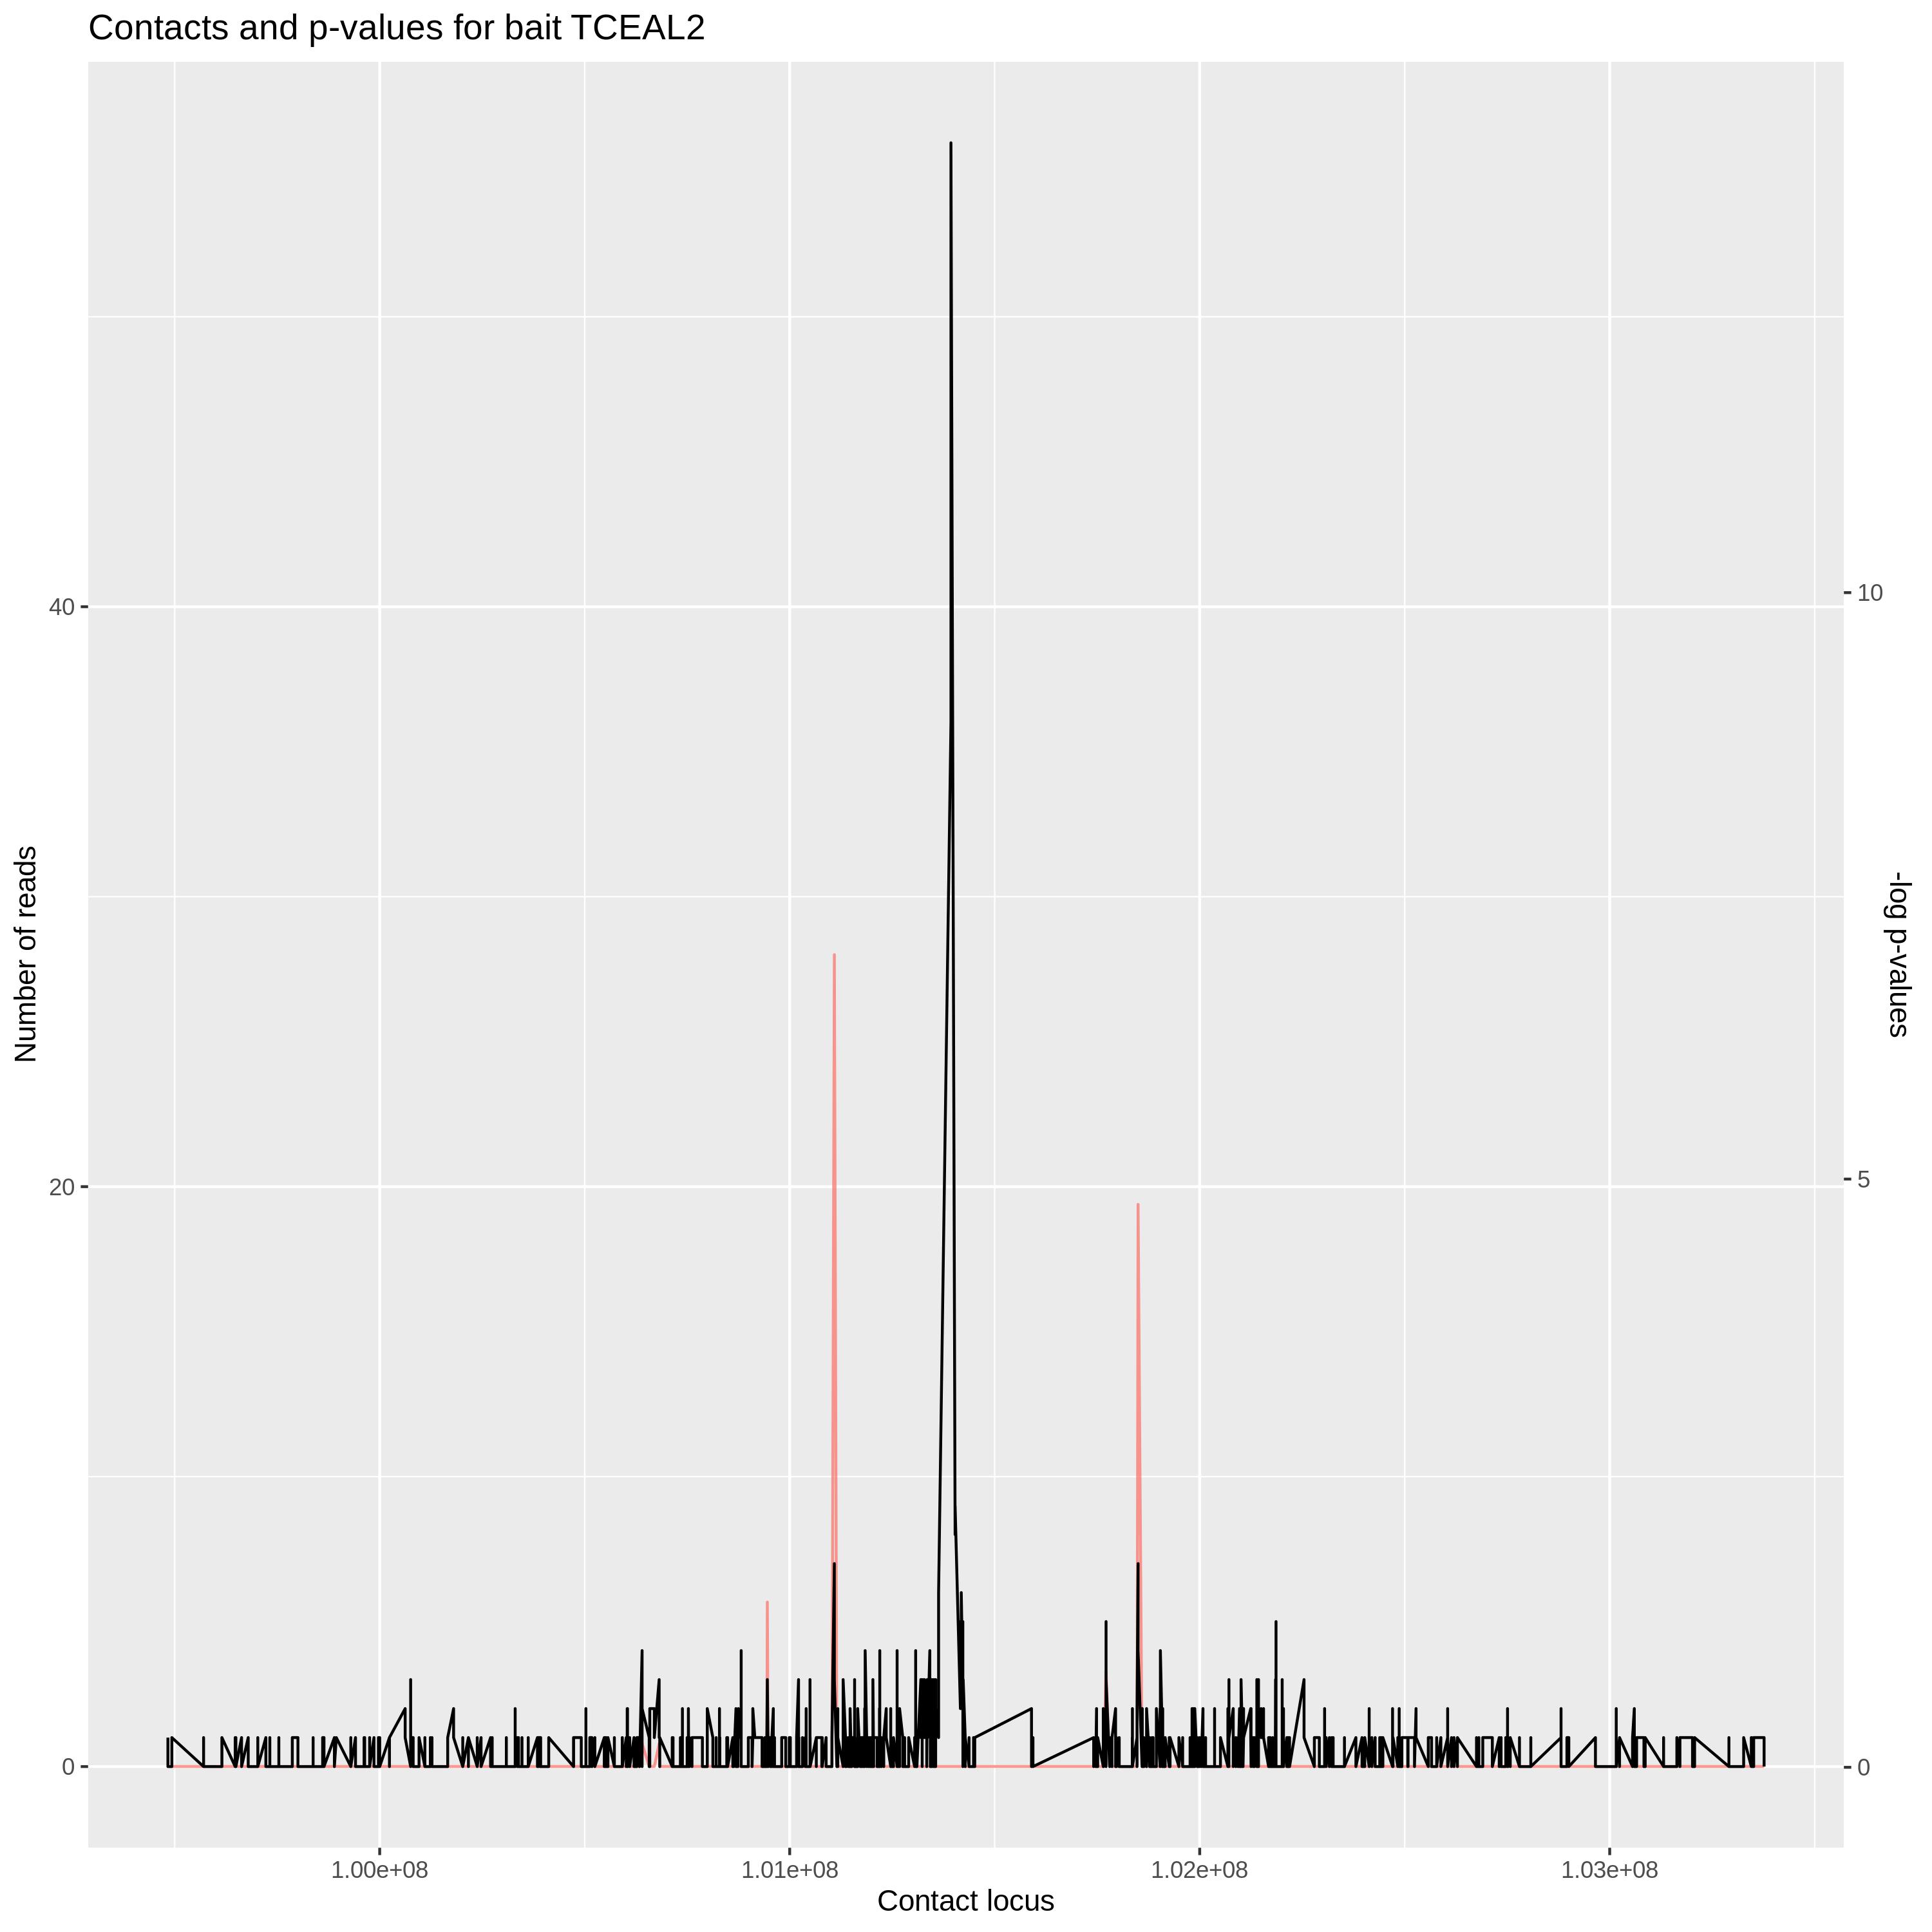 Contacts and p-values for bait TCEAL2
Number of reads
40
20
0
10
5
0
-log p-values
1.00e+08 1.01e+08 1.02e+08 1.03e+08
Contact locus